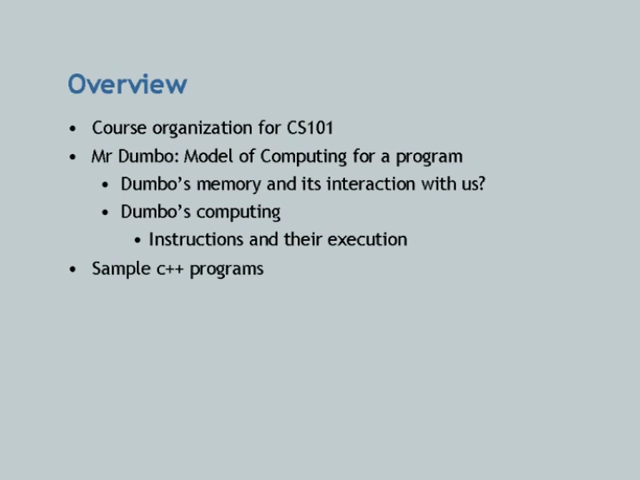 Overview
• Course organization for CS101
• Mr Dumbo: Model of Computing for a program
• Dumbo’s memory and its interaction with us?
• Dumbo’s computing
• Instructions and their execution
• Sample c++ programs